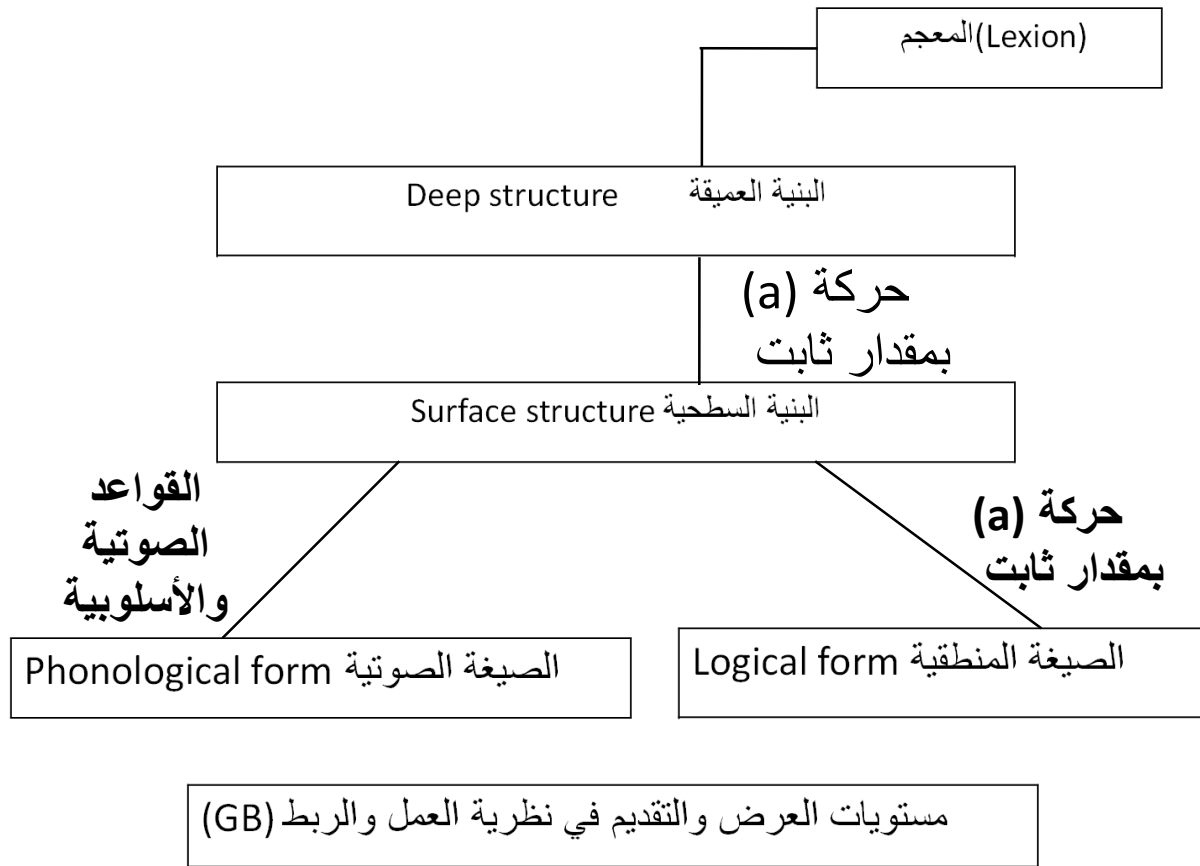 المعجم(Lexion)
البنية العميقة Deep structure
حركة (a)
بمقدار ثابت
البنية السطحية Surface structure
القواعد
الصوتية
والأسلوبية
حركة (a)
بمقدار ثابت
الصيغة الصوتية Phonological form
الصيغة المنطقية Logical form
مستويات العرض والتقديم في نظرية العمل والربط (GB)